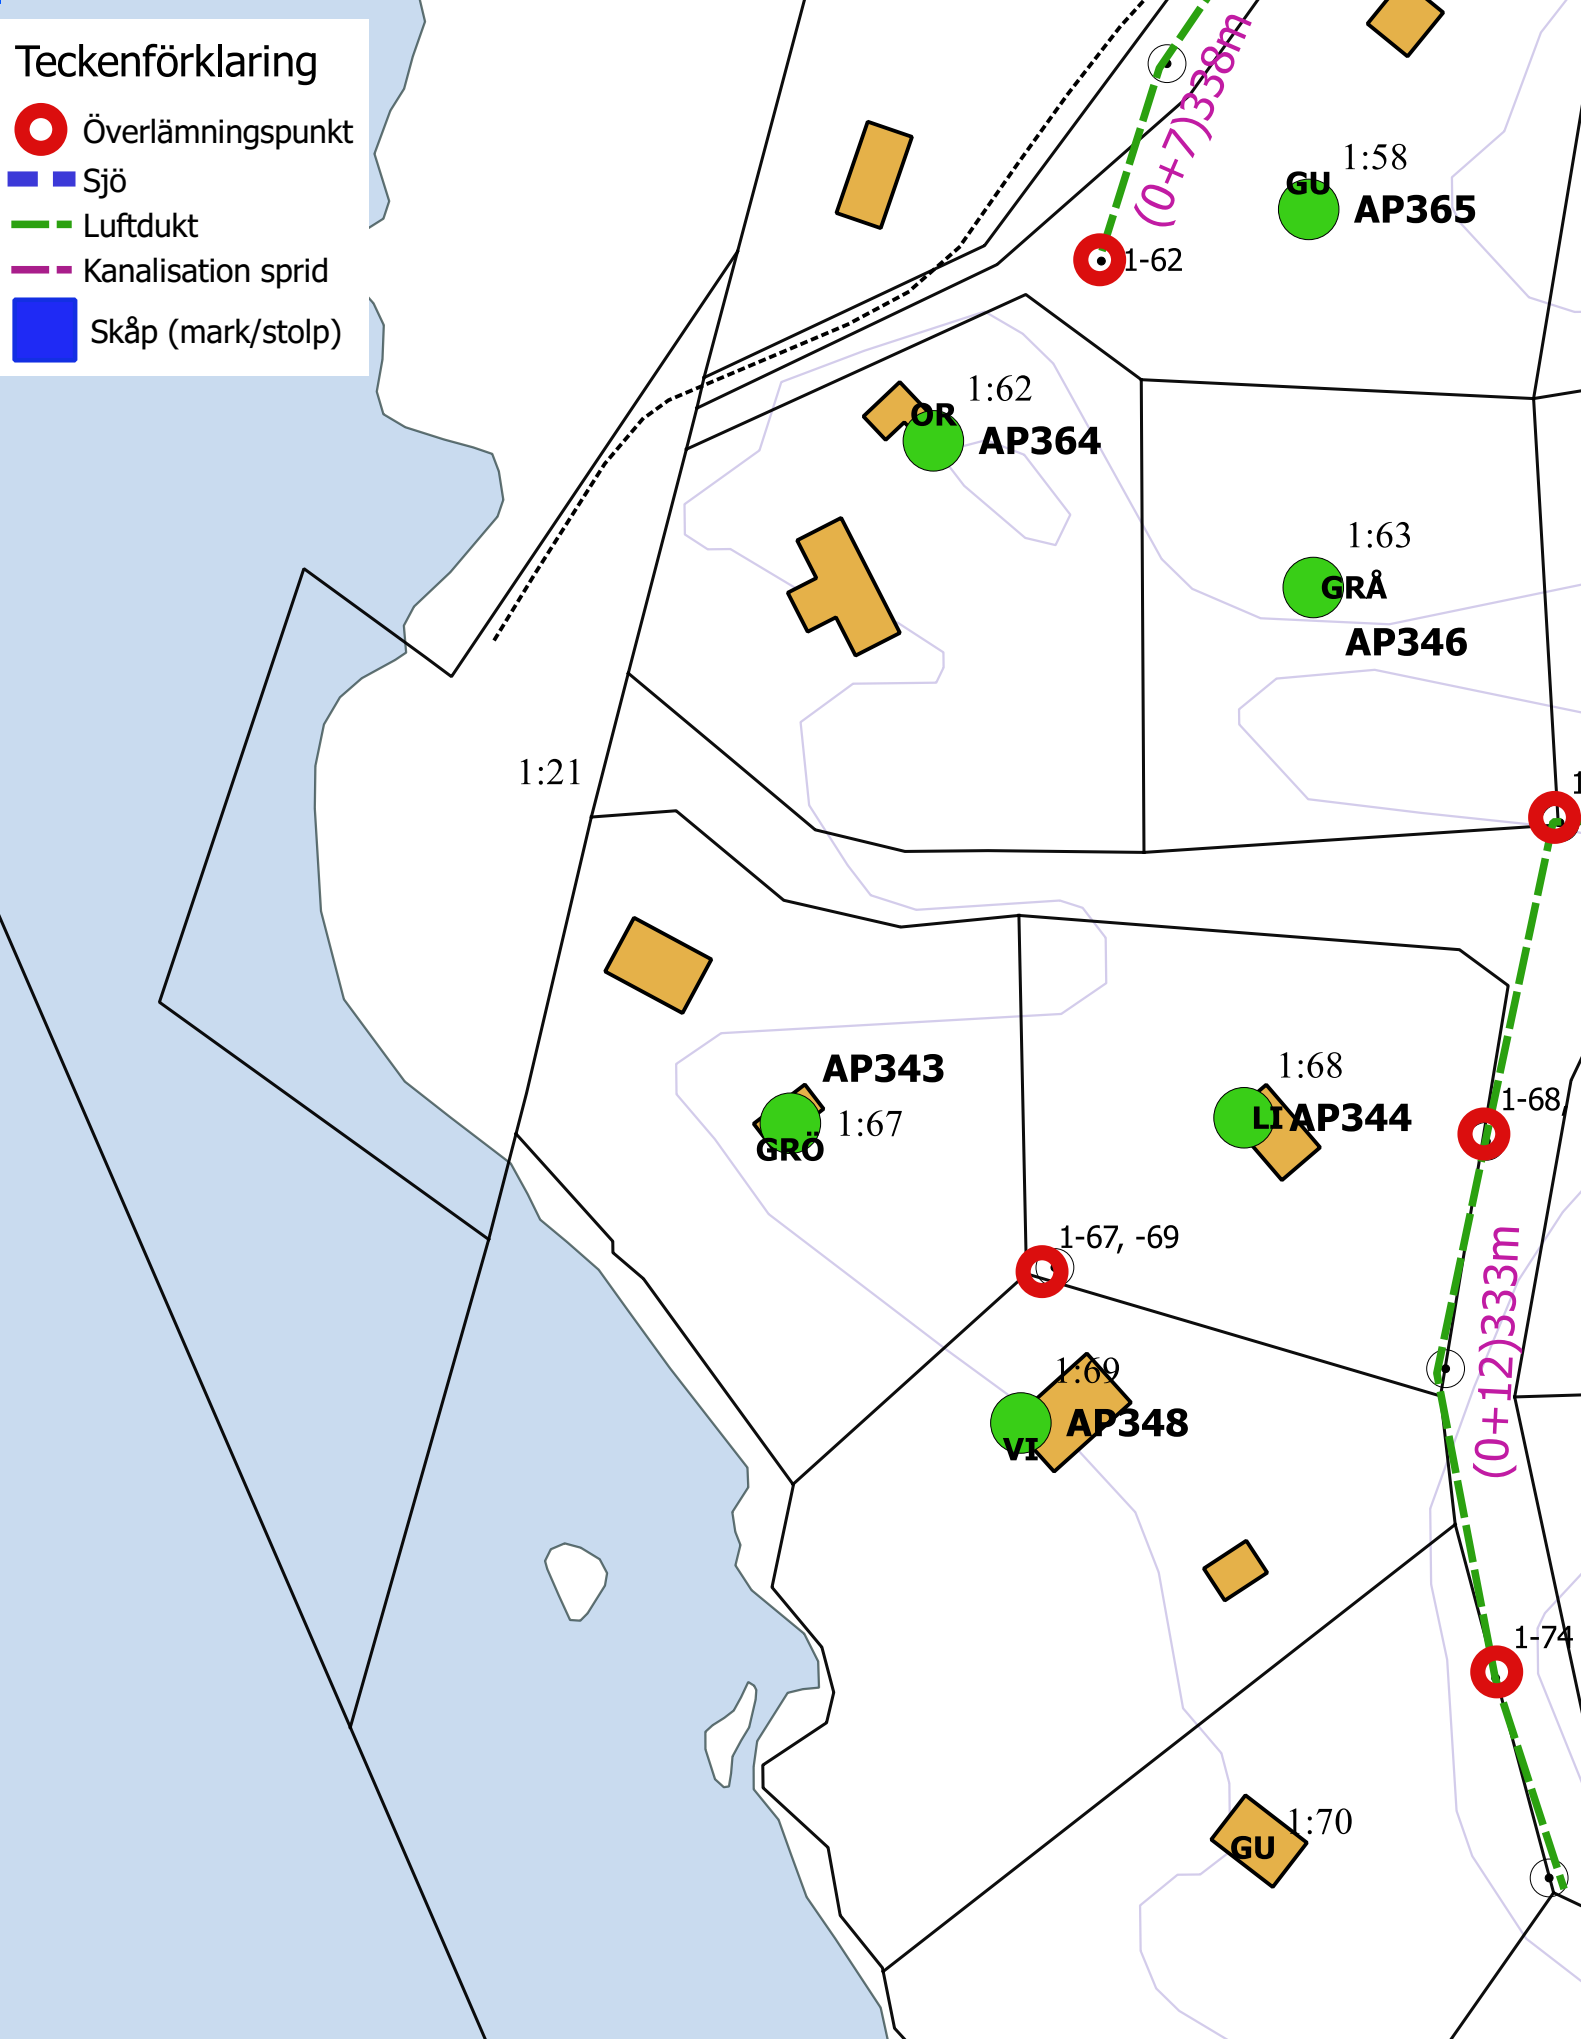 Teckenförklaring
Överlämningspunkt
Sjö
Luftdukt
Kanalisation sprid
Skåp (mark/stolp)
(0+7)338m
1:58
GU
AP365
1-62
1:62
OR
AP364
1:63
GRÅ
AP346
1:21
1
AP343
1:67
GRÖ
1:68
LI
AP344
1-68,
1-67, -69
(0+12)333m
1:69
AP348
VI
1-74
1:70
GU